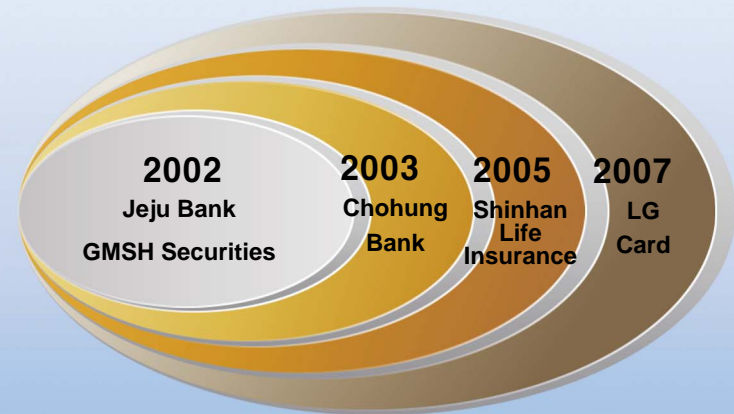 2002
Jeju Bank
GMSH Securities
2003
Chohung
Bank
2005
Shinhan
Life
Insurance
2007
LG
Card